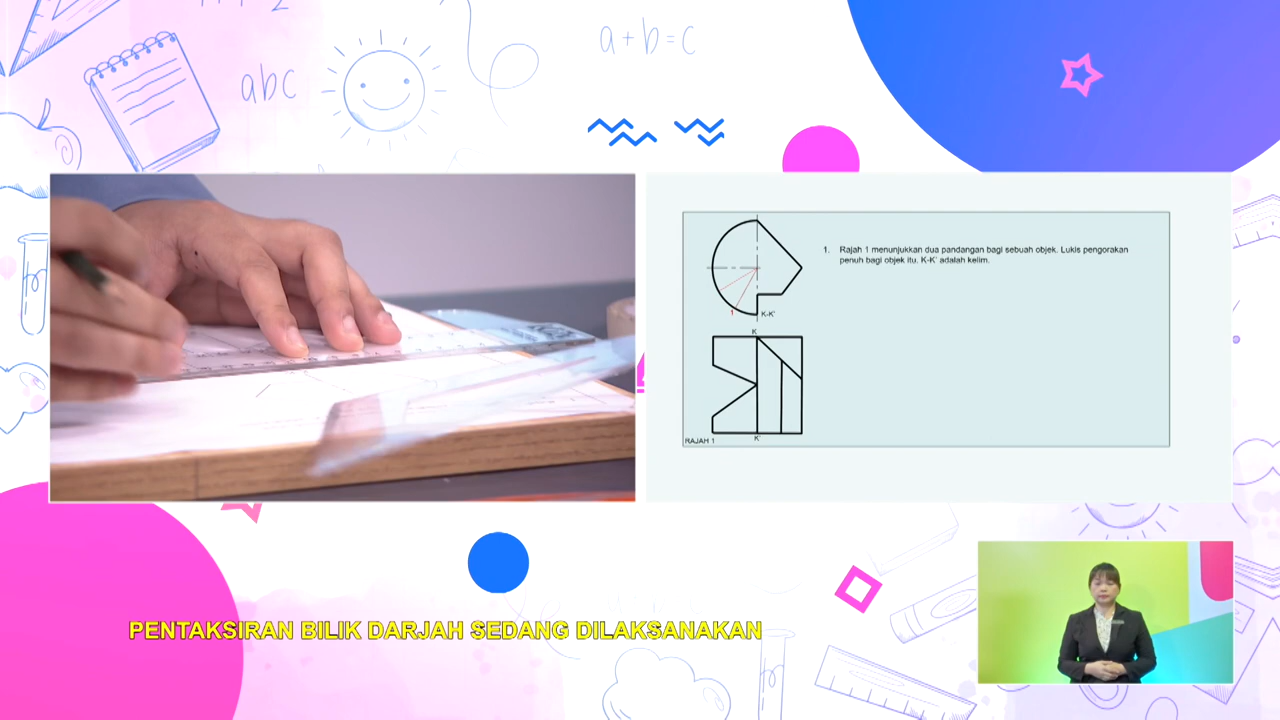 a+b=c
abc
1. Rajah 1 menunjukkan dua pandangan bagi sebuah objek. Lukis pengorakan
penuh bagi objek itu. K-K' adalah kelim.
1
K-K'
K
K'
RAJAH 1
PENTAKSIRAN BILIK DARJAH SEDANG DILAKSANAKAN